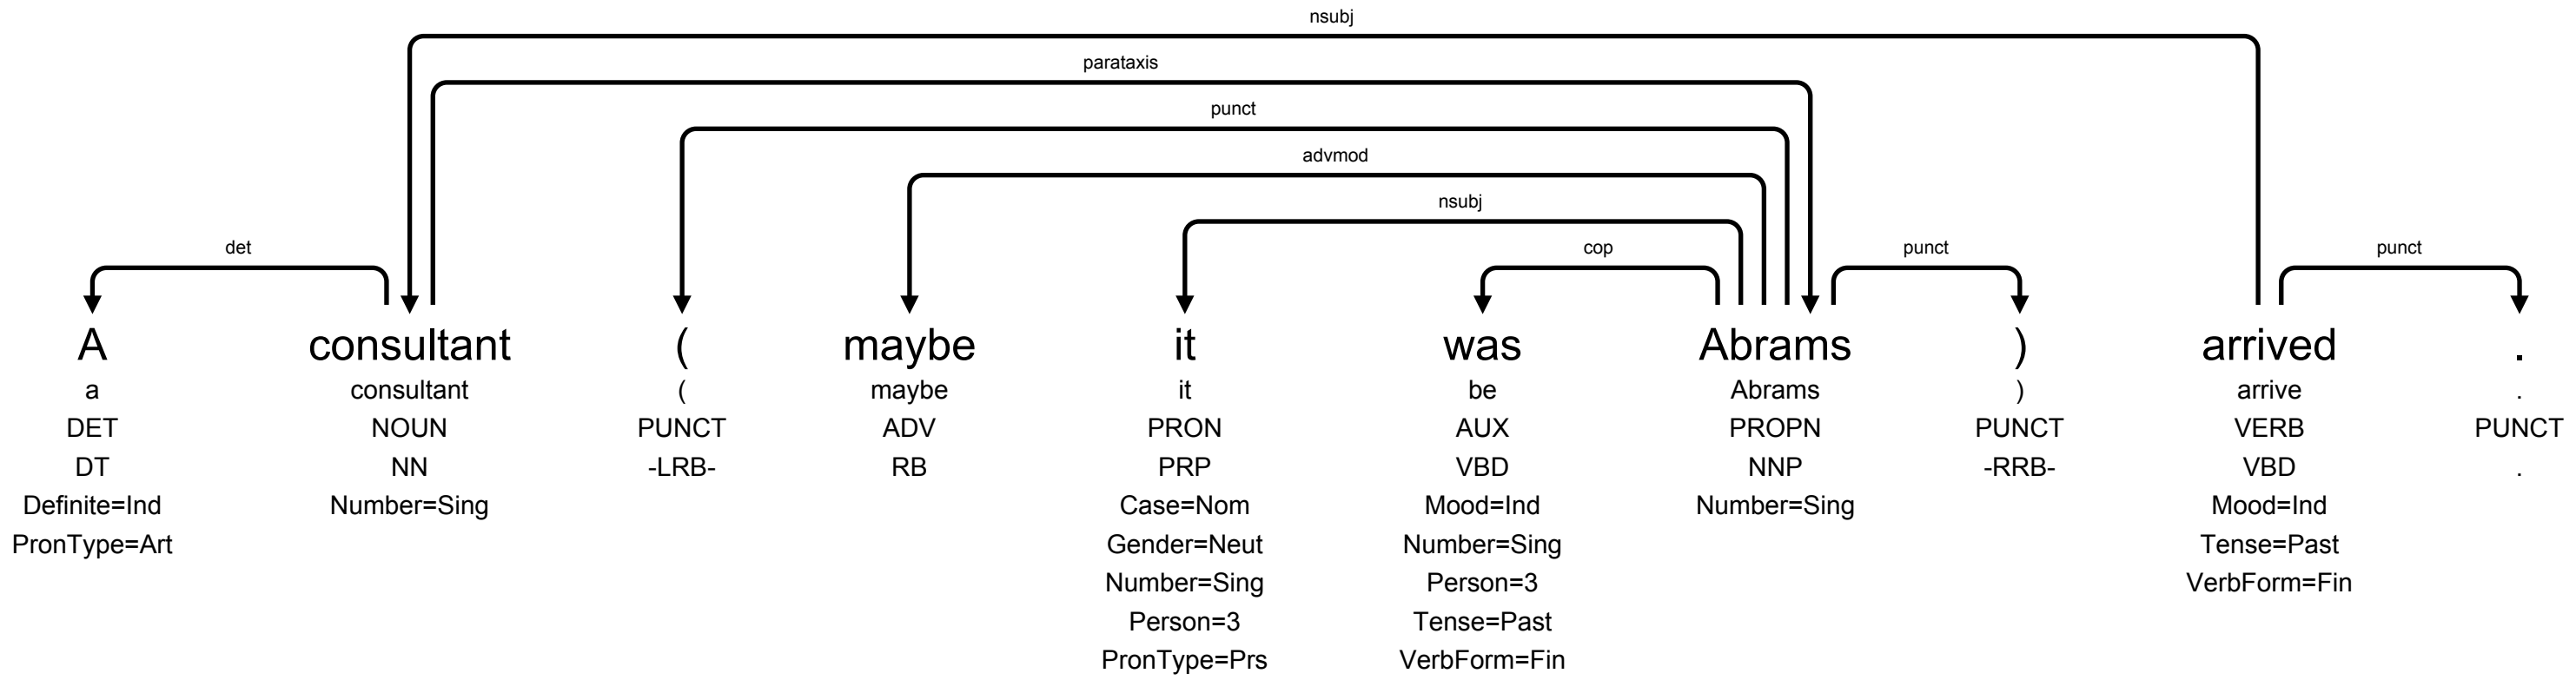 nsubj
parataxis
punct
advmod
nsubj
det cop punct punct
A consultant ( maybe it was Abrams ) arrived .
a consultant ( maybe it be Abrams ) arrive .
DET NOUN PUNCT ADV PRON AUX PROPN PUNCT VERB PUNCT
DT NN -LRB- RB PRP VBD NNP -RRB- VBD .
Definite=Ind Number=Sing Case=Nom Mood=Ind Number=Sing Mood=Ind
PronType=Art Gender=Neut Number=Sing Tense=Past
Number=Sing Person=3 VerbForm=Fin
Person=3 Tense=Past
PronType=Prs VerbForm=Fin